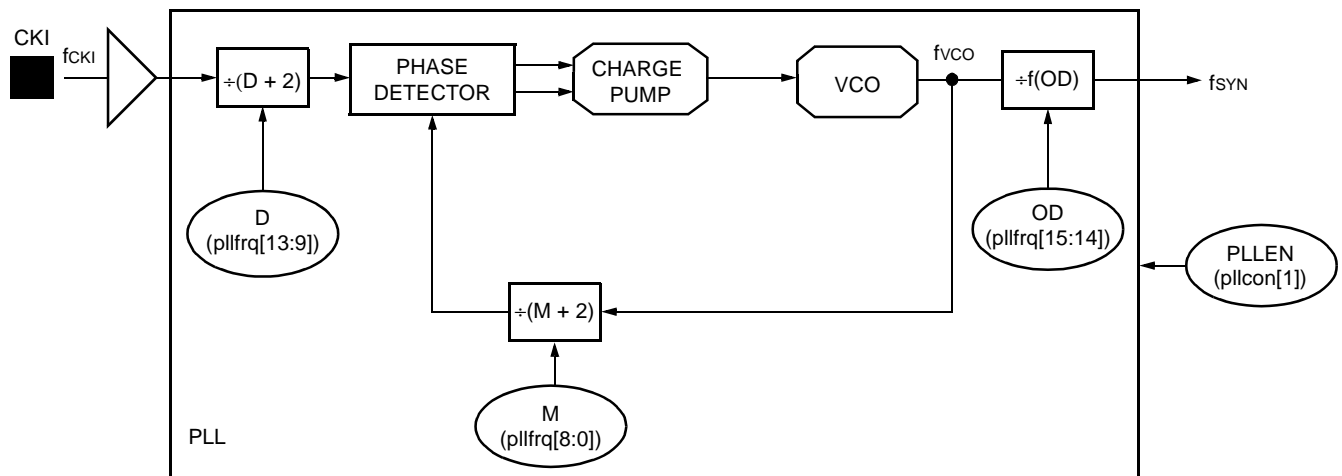 CKI
fCKI
÷(D + 2)
PHASE
DETECTOR
CHARGE
PUMP
VCO
fVCO
÷f(OD)
fSYN
D
(pllfrq[13:9])
OD
(pllfrq[15:14])
PLLEN
(pllcon[1])
÷(M + 2)
M
(pllfrq[8:0])
PLL